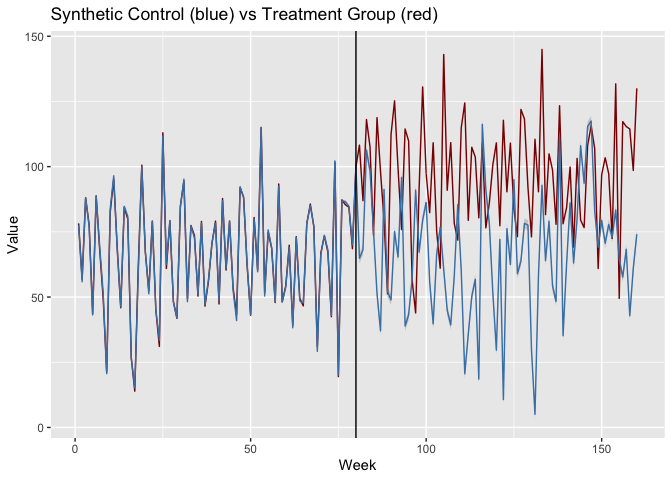 Synthetic Control (blue) vs Treatment Group (red)
150
100
50
0
Value
0 50 100 150
Week